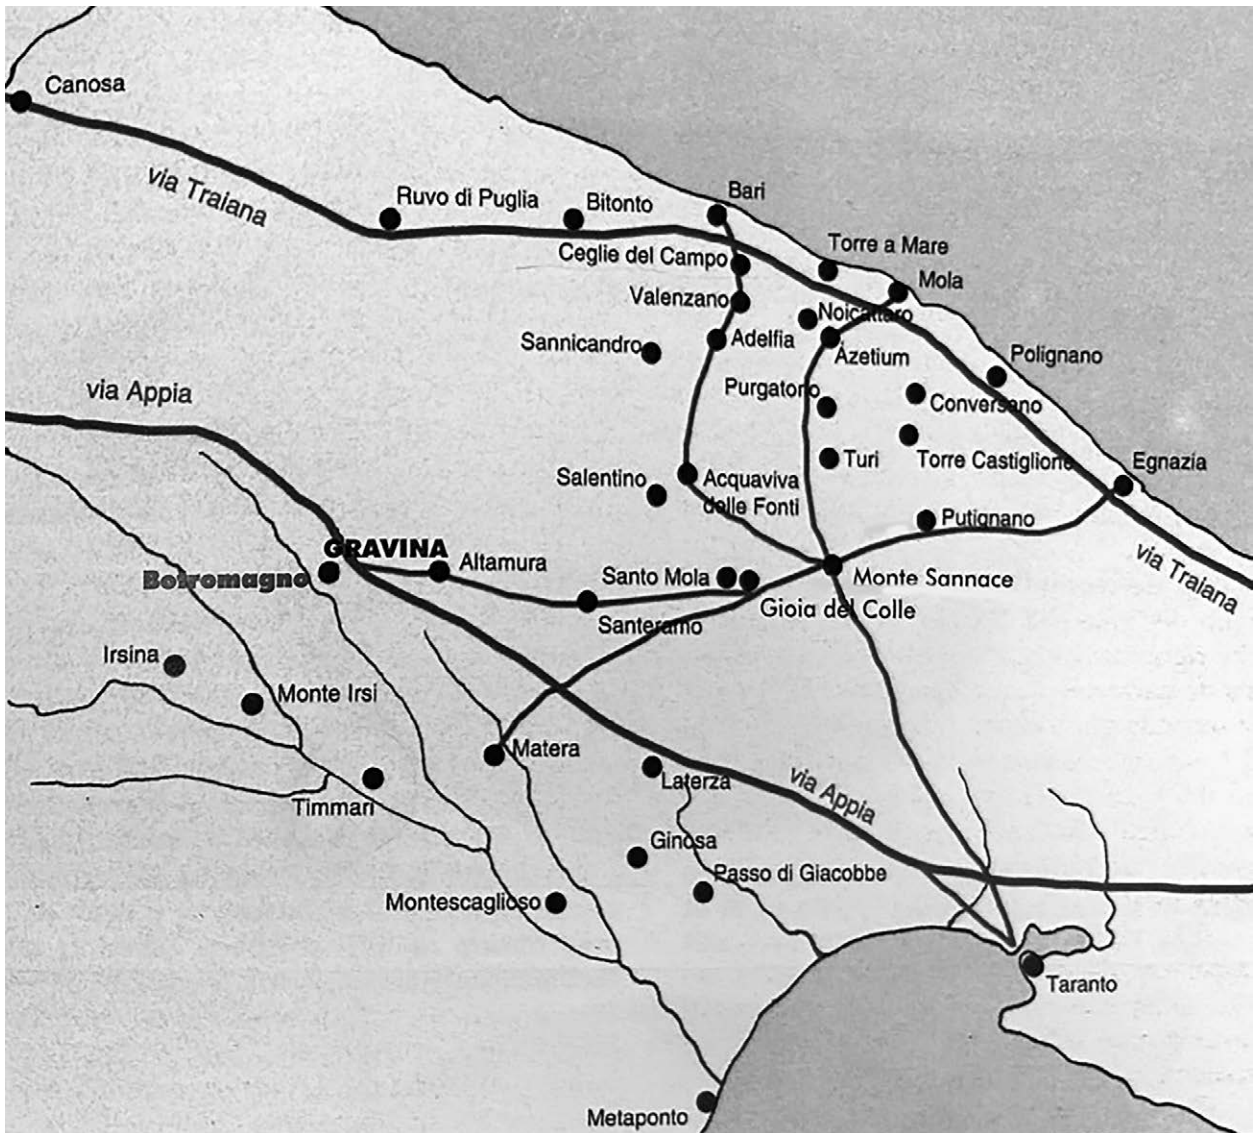 Canosa
via Traiana
Ruvo di Puglia
Bitonto
Bari
Ceglie del Campo
Torre a Mare
Mola
Valenzano
Noicattaro
Sannicandro
Adelfia
Azetium
Polignano
via Appia
Purgatorio
Conversano
Salentino
Acquaviva
delle Fonti
Turi
Torre Castiglione
Egnazia
Putignano
via Traiana
GRAVINA
Altamura
Botromagno
Santo Mola
Monte Sannace
Gioia del Colle
Santeramo
Irsina
Monte Irsi
Matera
Timmari
Laterza
via Appia
Ginosa
Passo di Giacobbe
Montescaglioso
Taranto
Metaponto